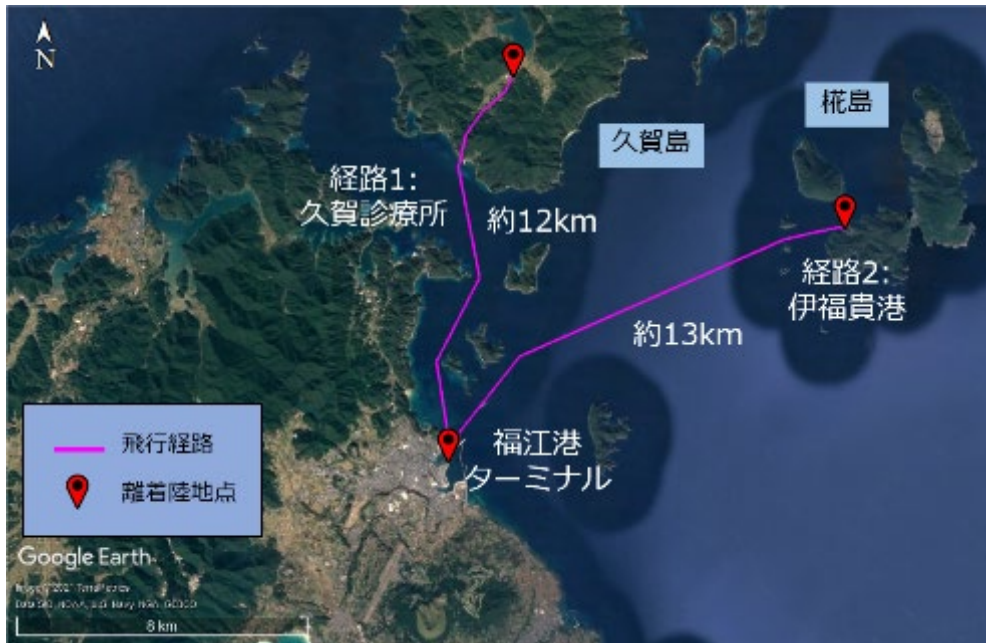 N
椛島
久賀島
経路1:
久賀診療所
約12km
経路2:
伊福貴港
約13km
福江港
ターミナル
飛行経路
離着陸地点
Google Earth
8 km